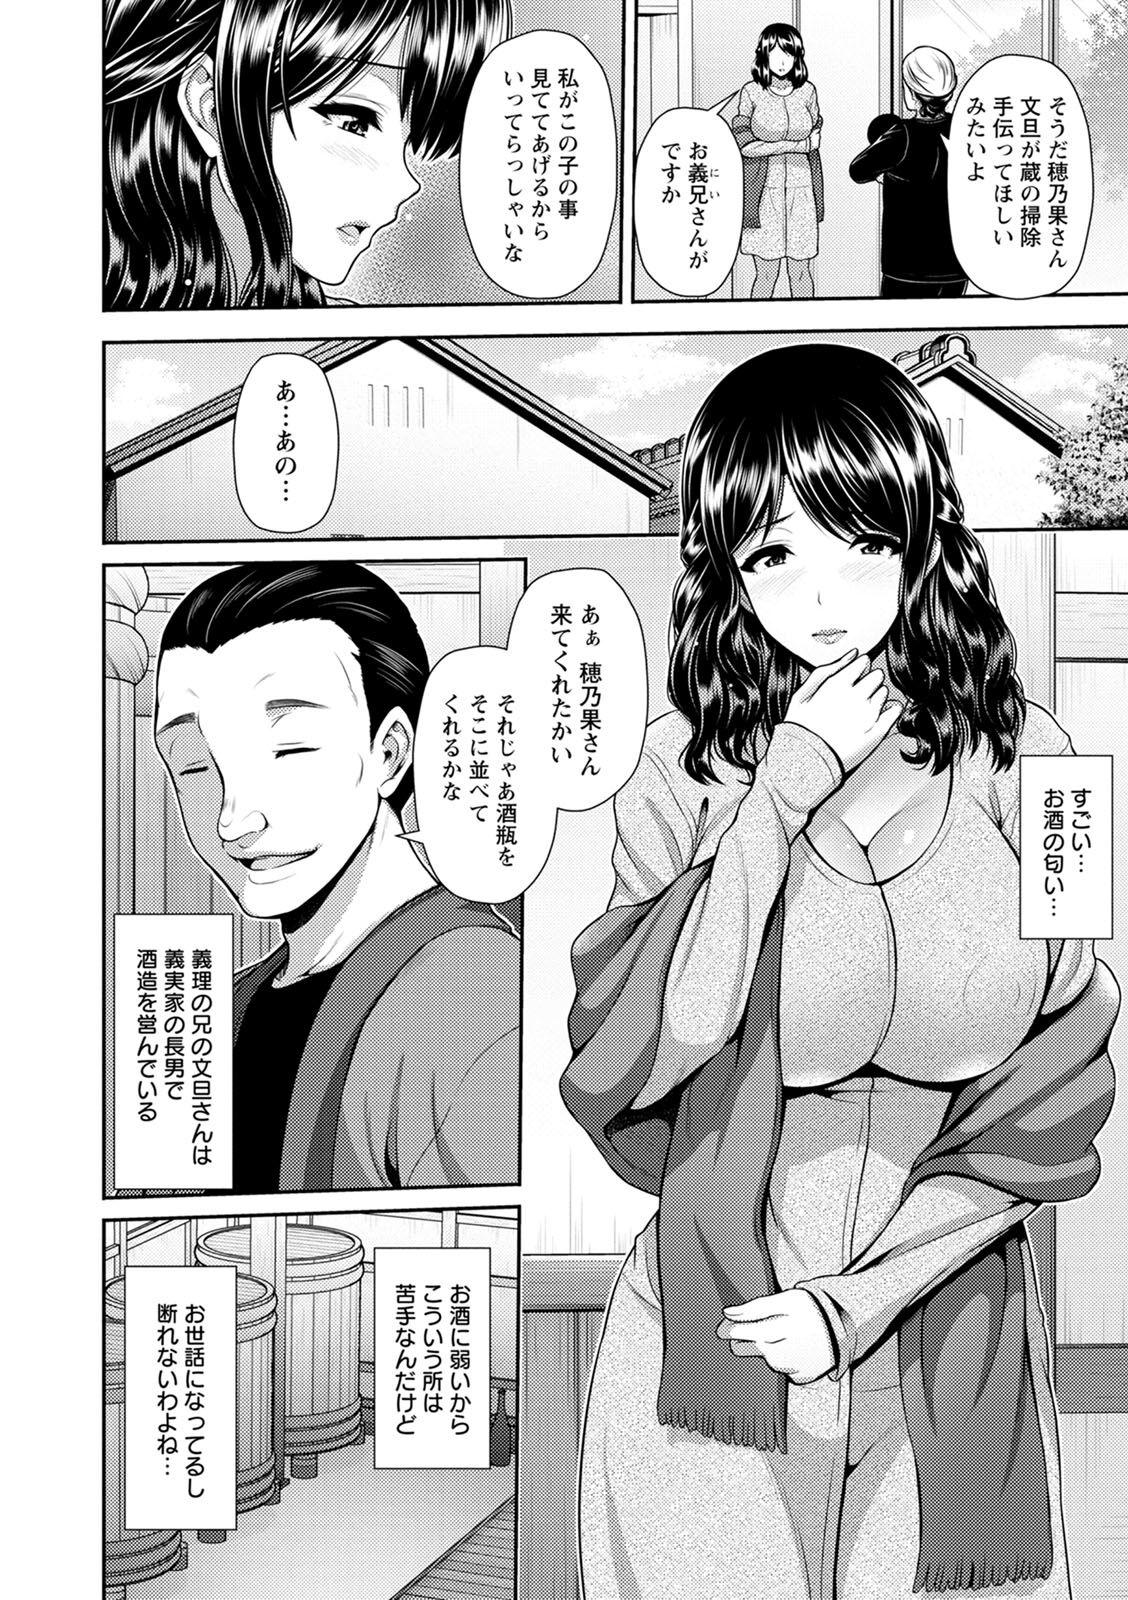 そうだ穂乃果さん
文旦が蔵の掃除
手伝ってほしい
みたいよ
お義兄さんが
にい
ですか
私がこの子の事
見ててあげるから
いってらっしゃいな
あ…あの…
すごい…
お酒の匂い…
あぁ 穂乃果さん
来てくれたかい
それじゃあ酒瓶を
そこに並べて
くれるかな
義理の兄の文旦さんは
義実家の長男で
酒造を営んでいる
お酒に弱いから
こういう所は
苦手なんだけど
お世話になってるし
断れないわよね…